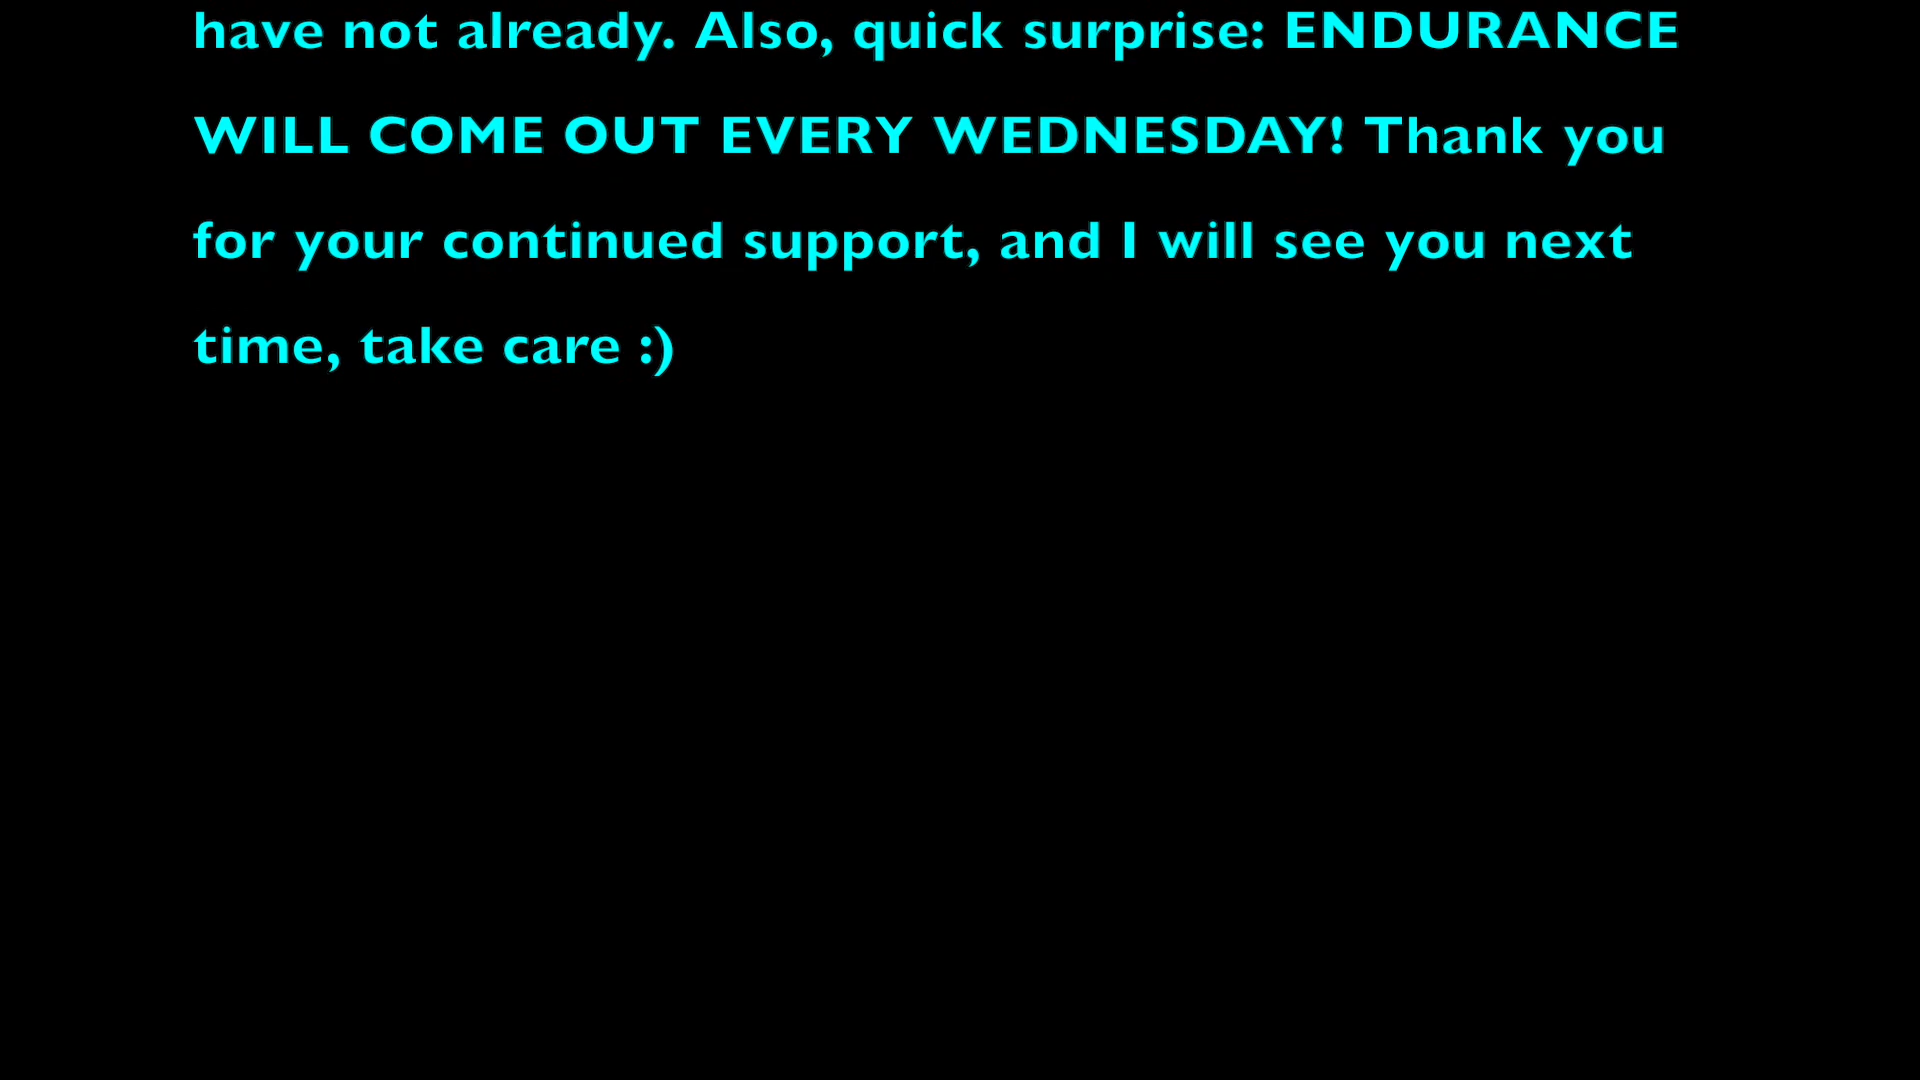 have not already. Also, quick surprise: ENDURANCE
WILL COME OUT EVERY WEDNESDAY! Thank you
for your continued support, and I will see you next
time, take care :)